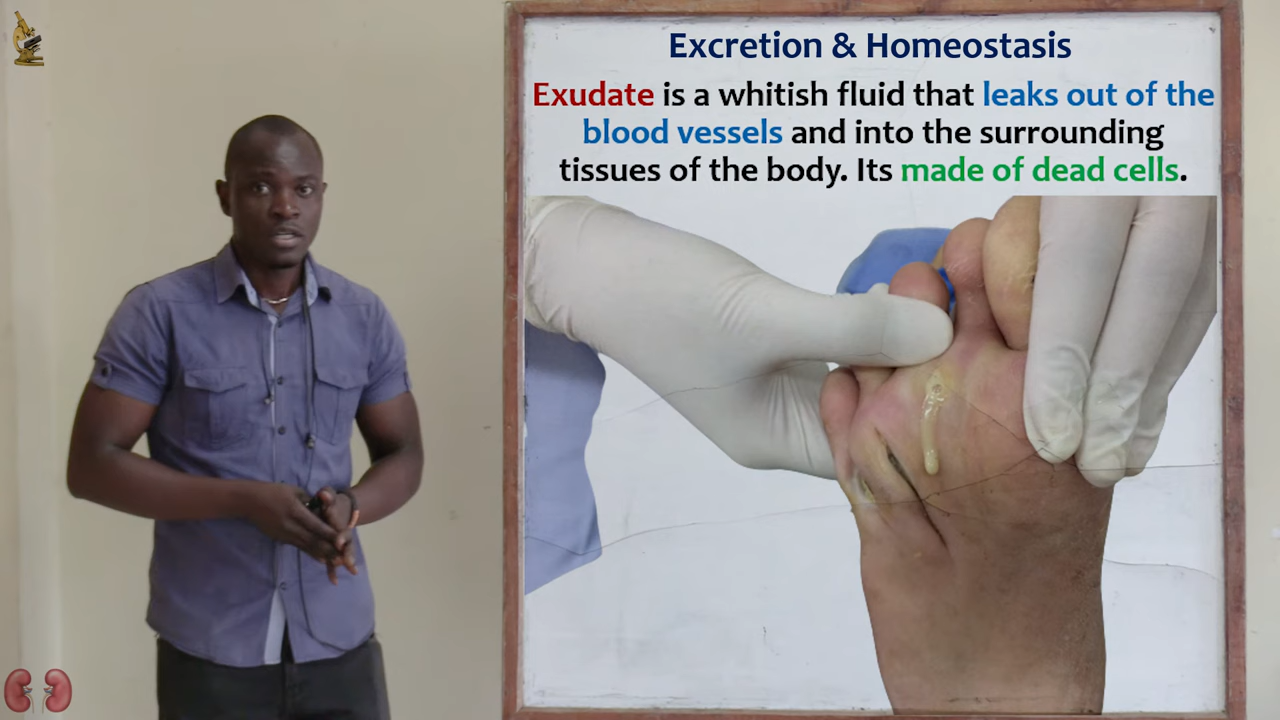 Excretion & Homeostasis
Exudate is a whitish fluid that leaks out of the
blood vessels and into the surrounding
tissues of the body. Its made of dead cells.